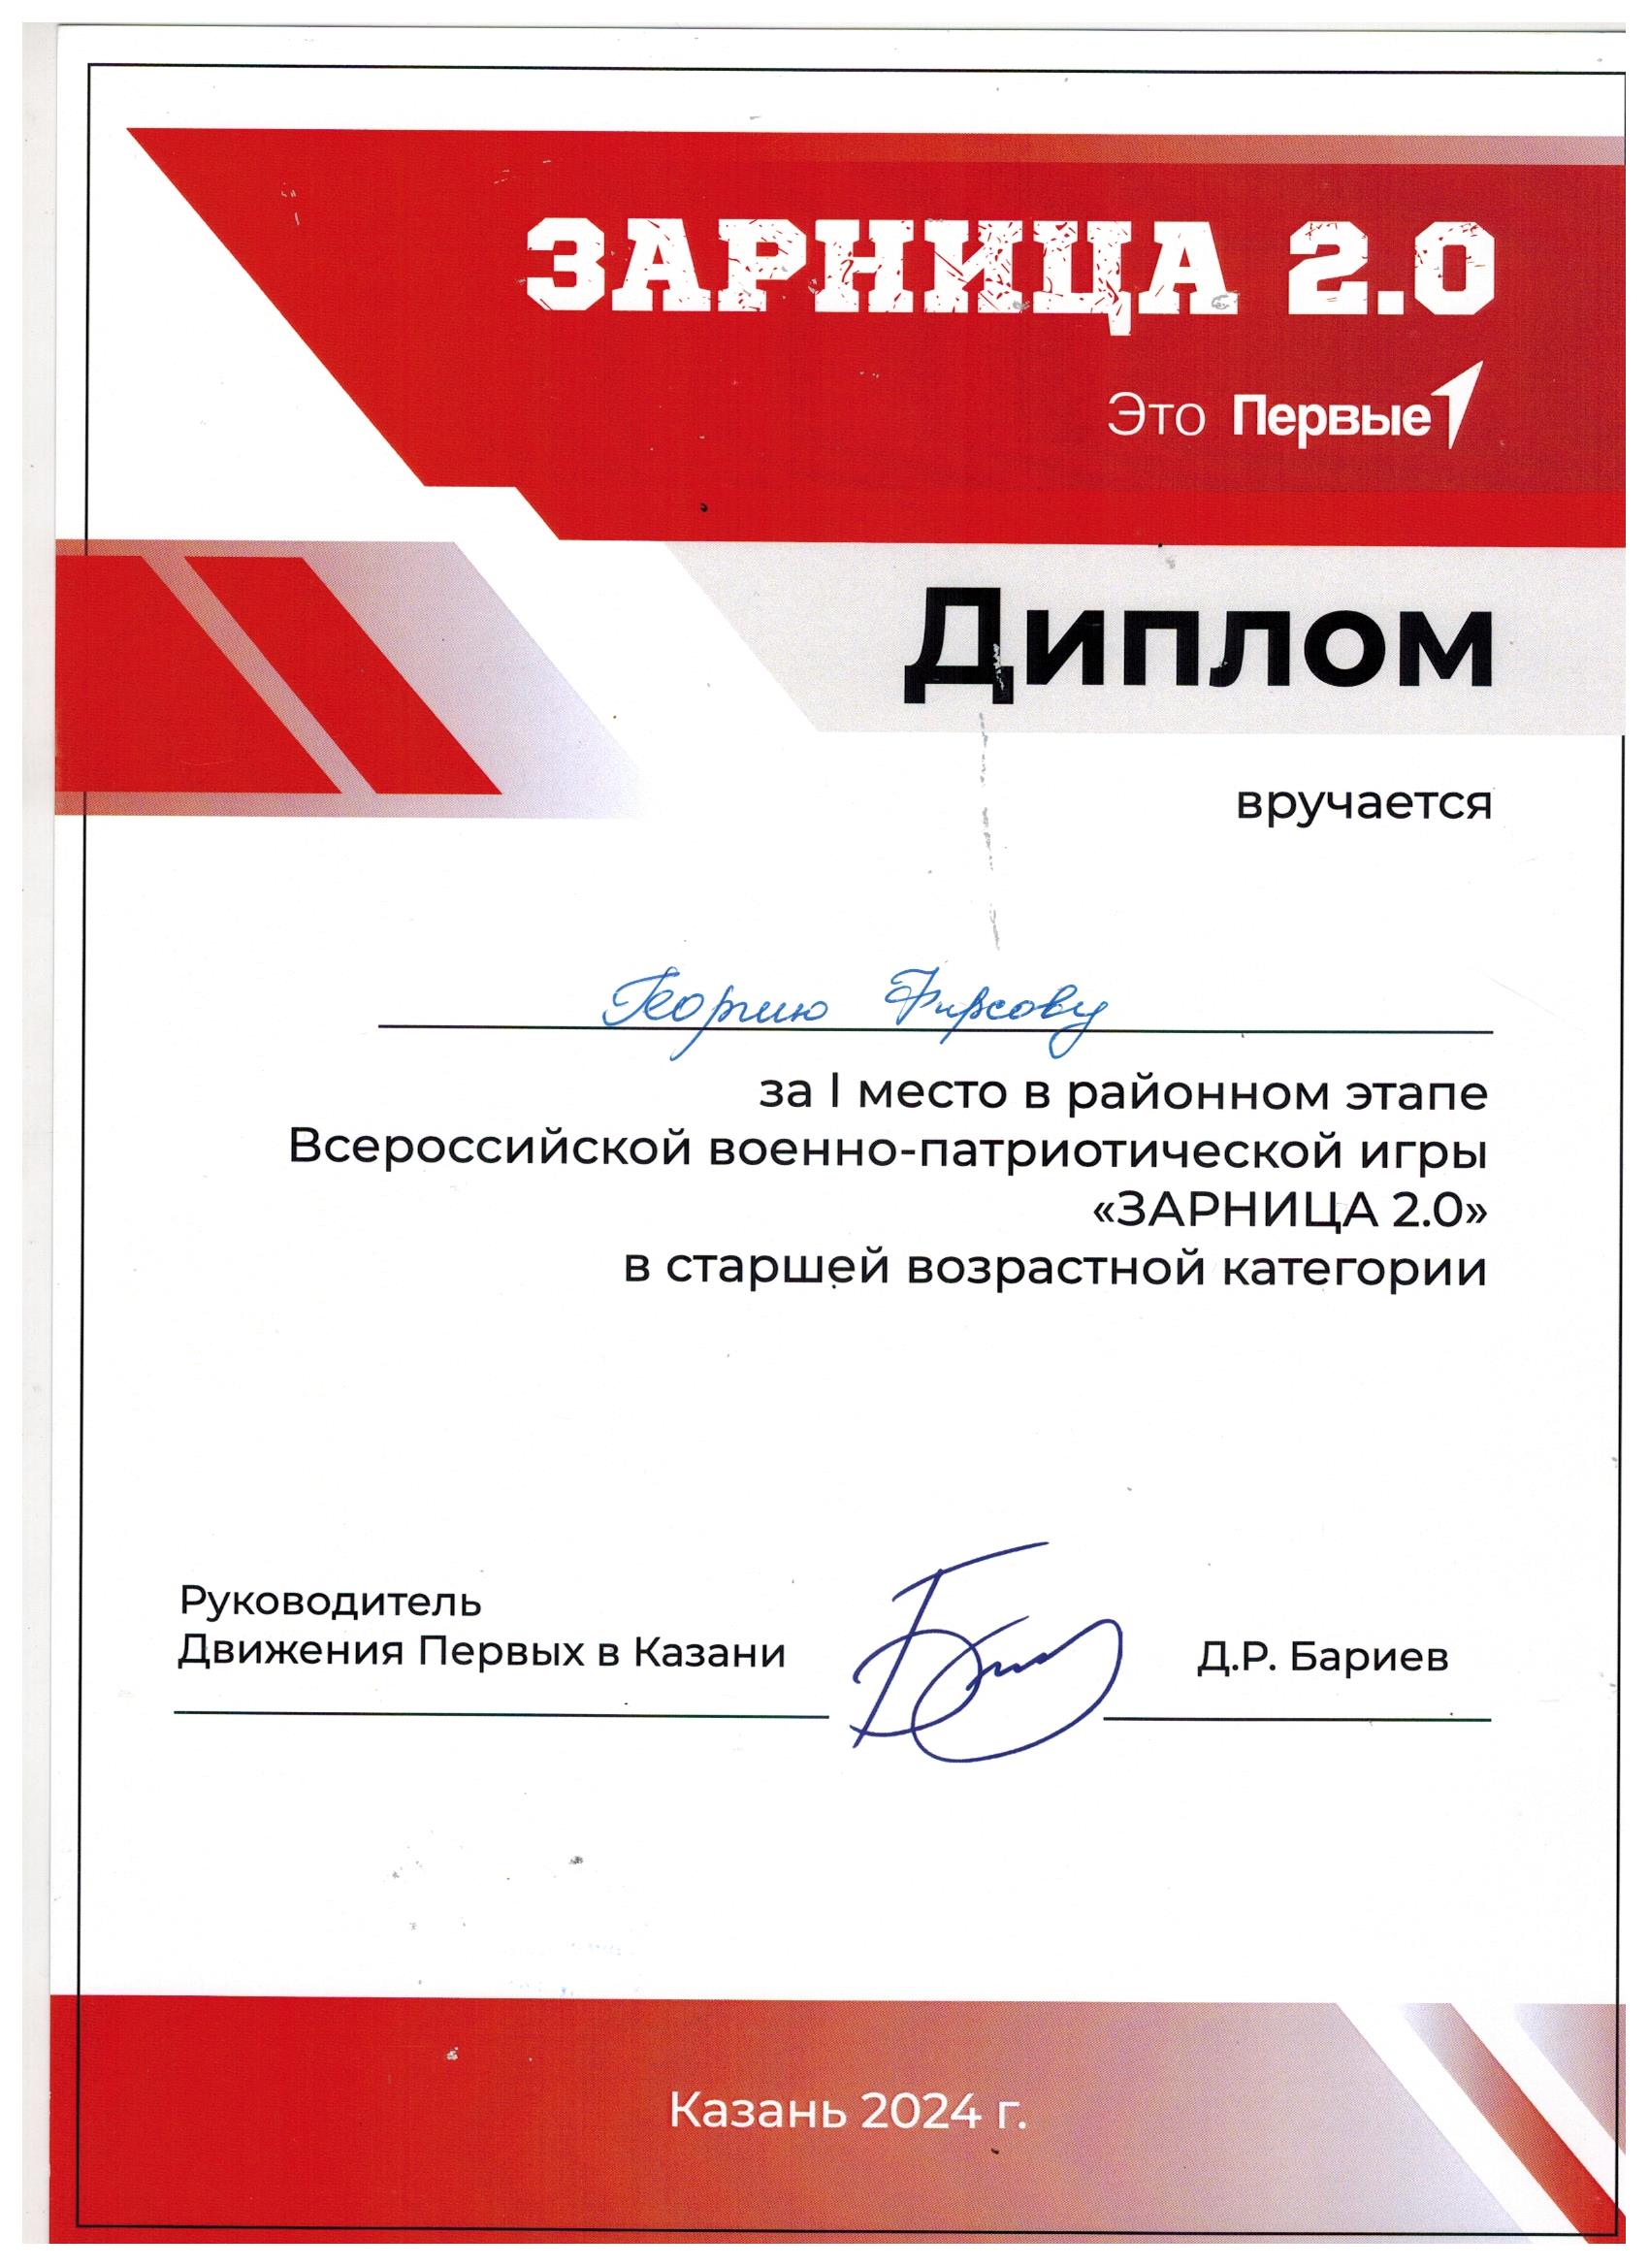 ЗАРНИЦА 2.0
Это Первые
Диплом
вручается
Георгию Фирсову
за I место в районном этапе
Всероссийской военно-патриотической игры
«ЗАРНИЦА 2.0»
в старшей возрастной категории
Руководитель
Движения Первых в Казани
Д.Р. Бариев
Казань 2024 г.